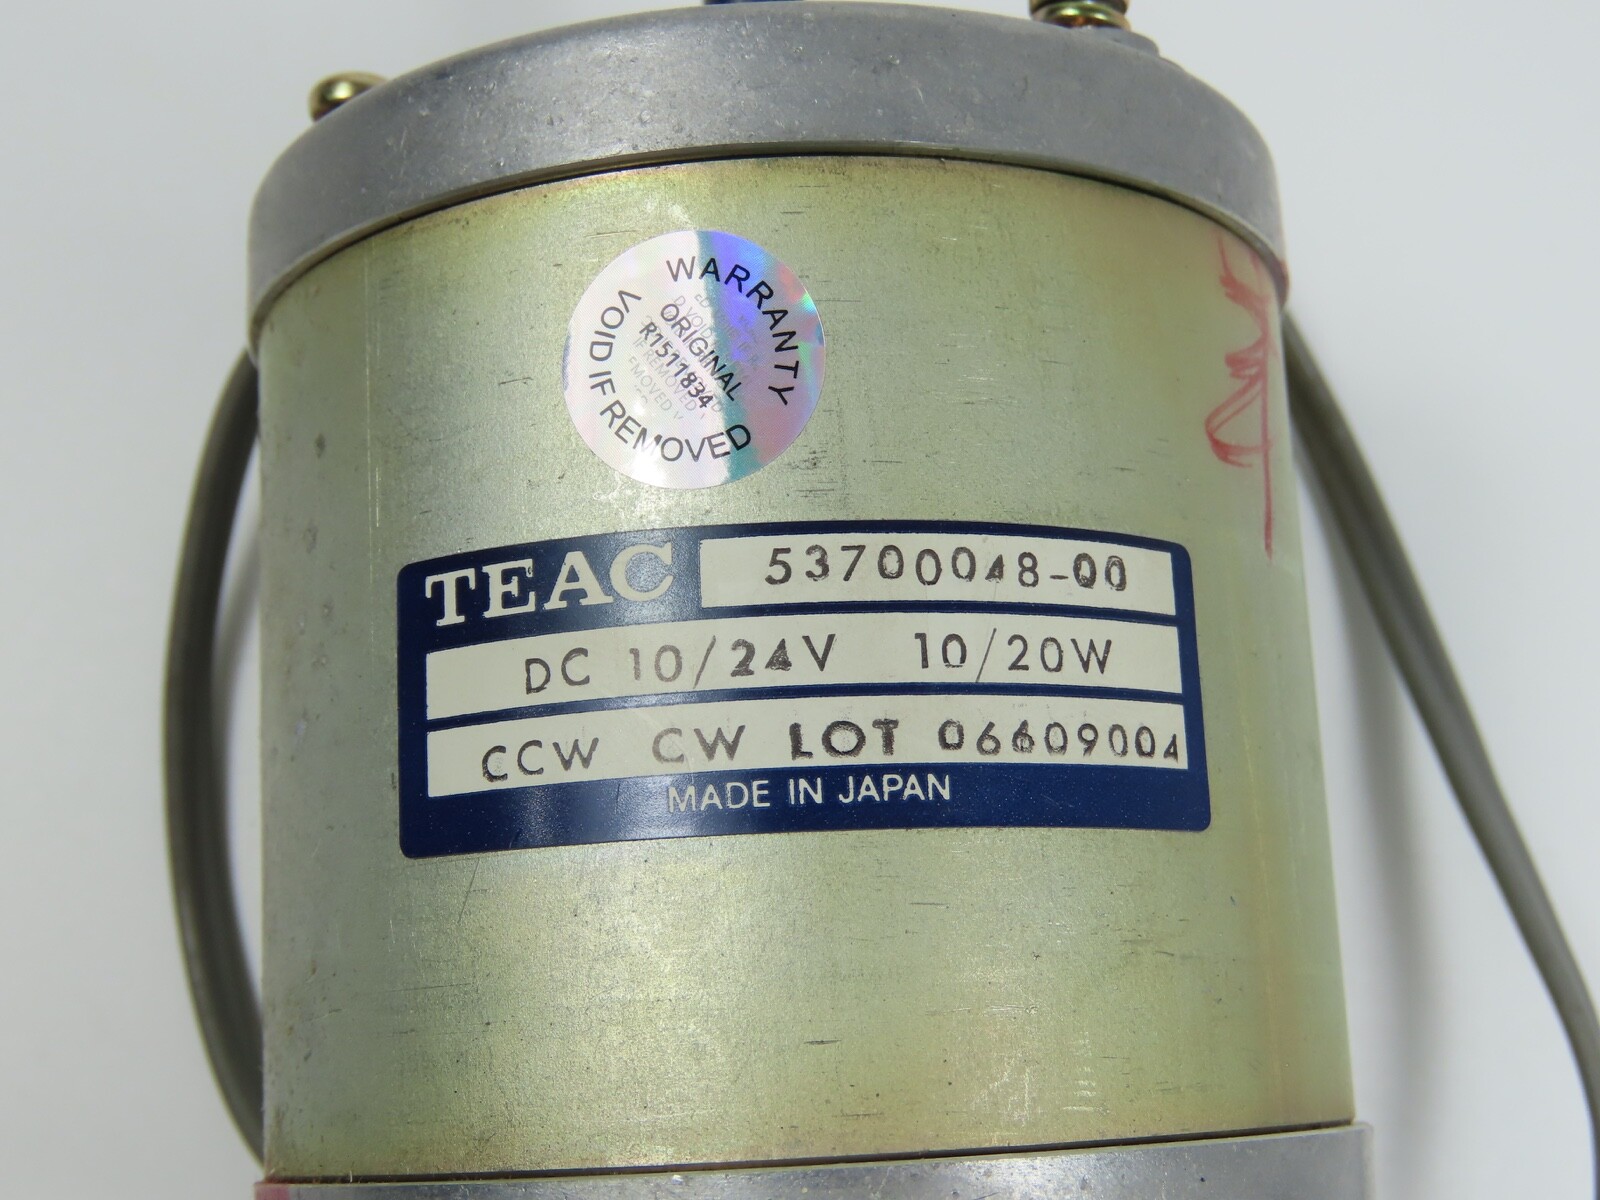 WARRANTY
ORIGINAL
R1511834
VOID IF REMOVED
TEAC 53700048-00
DC 10/24V 10/20W
CCW CW LOT 06609004
MADE IN JAPAN